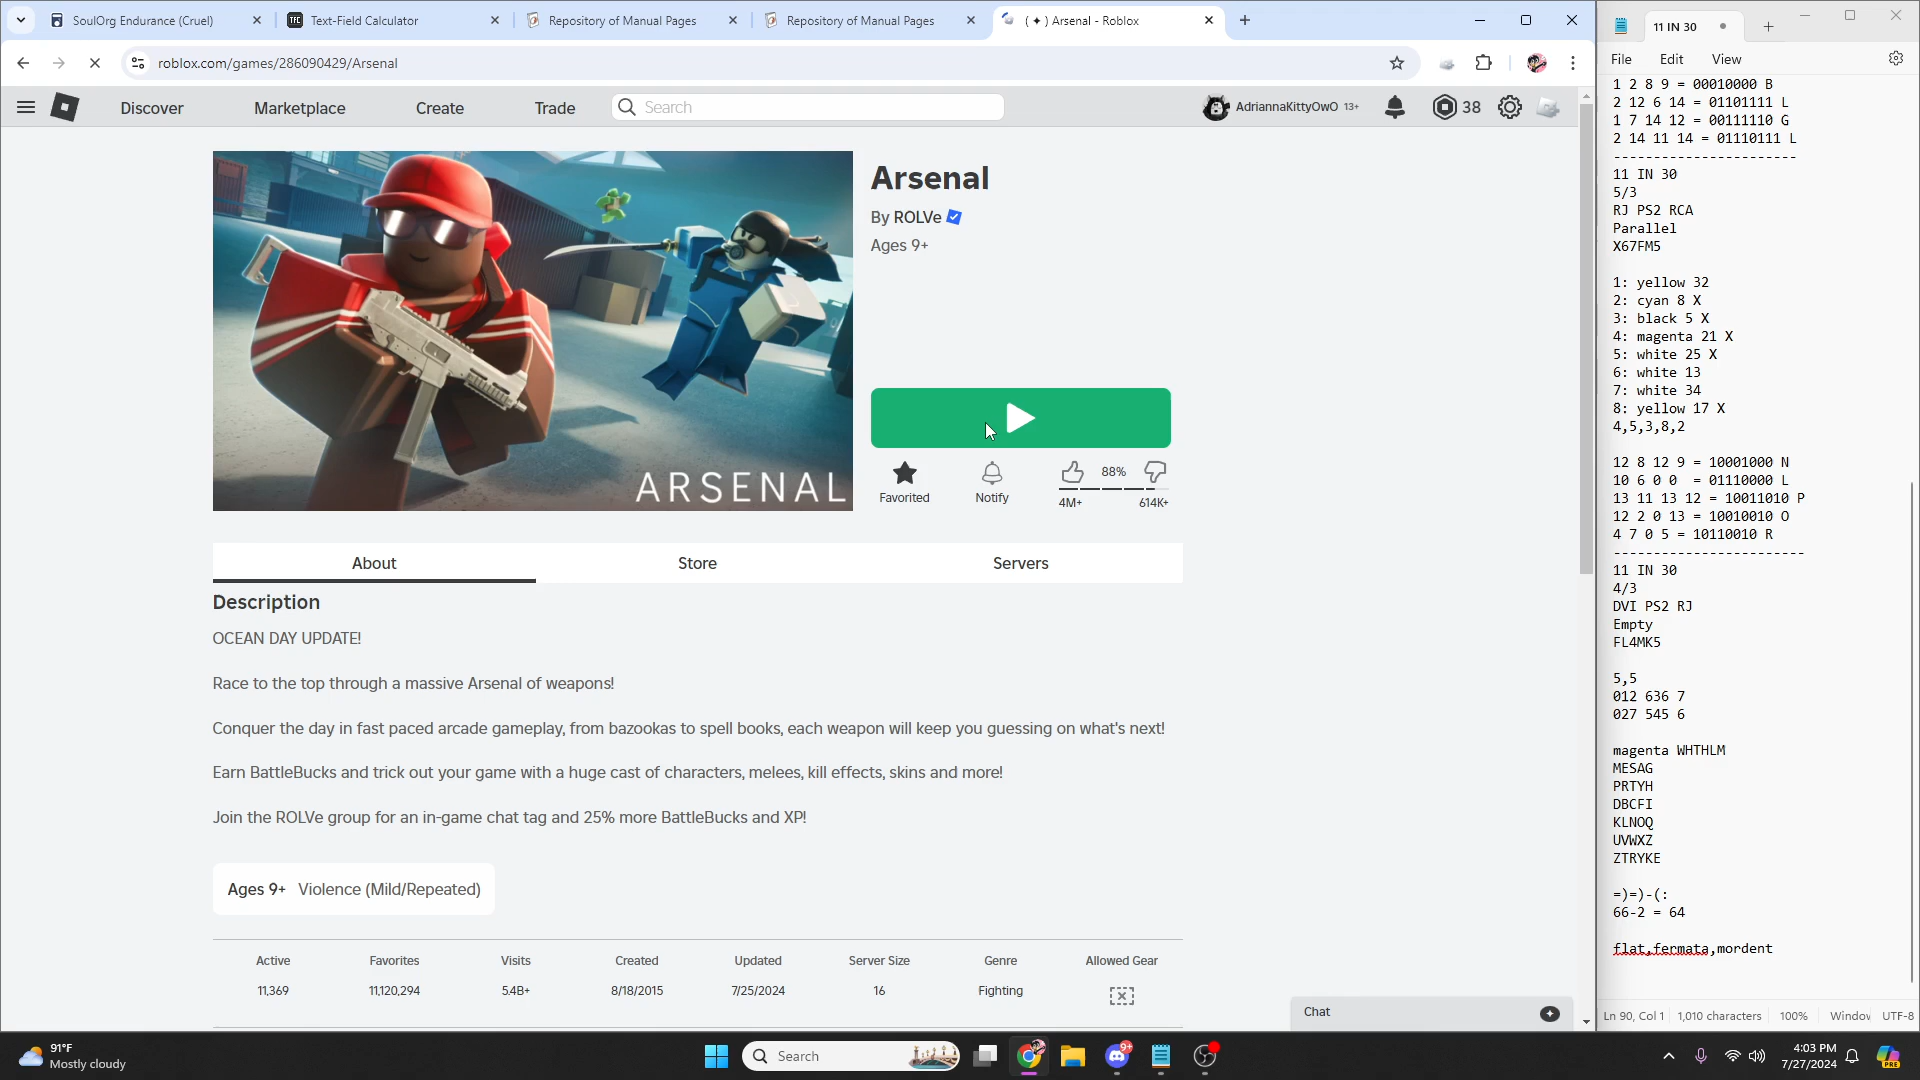 SoulOrg Endurance (Cruel)
TFC Text-Field Calculator
Repository of Manual Pages
Repository of Manual Pages
( ✦ ) Arsenal - Roblox
roblox.com/games/286090429/Arsenal
Discover
Marketplace
Create
Trade
Search
AdriannaKittyOwO 13+
38
Arsenal
By ROLVe
Ages 9+
ARSENAL
Favorited
Notify
88%
4M+
614K+
About
Store
Servers
Description
OCEAN DAY UPDATE!
Race to the top through a massive Arsenal of weapons!
Conquer the day in fast paced arcade gameplay, from bazookas to spell books, each weapon will keep you guessing on what's next!
Earn BattleBucks and trick out your game with a huge cast of characters, melees, kill effects, skins and more!
Join the ROLVe group for an in-game chat tag and 25% more BattleBucks and XP!
Ages 9+ Violence (Mild/Repeated)
Active Favorites Visits Created Updated Server Size Genre Allowed Gear
11,369 11,120,294 5.4B+ 8/18/2015 7/25/2024 16 Fighting
Chat
11 IN 30
File Edit View
1 2 8 9 = 00010000 B
2 12 6 14 = 01101111 L
1 7 14 12 = 00111110 G
2 14 11 14 = 01110111 L
-----------------------
11 IN 30
5/3
RJ PS2 RCA
Parallel
X67FM5
1: yellow 32
2: cyan 8 X
3: black 5 X
4: magenta 21 X
5: white 25 X
6: white 13
7: white 34
8: yellow 17 X
4,5,3,8,2
12 8 12 9 = 10001000 N
10 6 0 0  = 01110000 L
13 11 13 12 = 10011010 P
12 2 0 13 = 10010010 O
4 7 0 5 = 10110010 R
------------------------
11 IN 30
4/3
DVI PS2 RJ
Empty
FL4MK5
5,5
012 636 7
027 545 6
magenta WHTHLM
MESAG
PRTYH
DBCFI
KLNOQ
UVWXZ
ZTRYKE
=)=)-(:
66-2 = 64
flat,fermata,mordent
Ln 90, Col 1 1,010 characters 100% Window UTF-8
91°F
Mostly cloudy
Search
9+
4:03 PM
7/27/2024
PRE